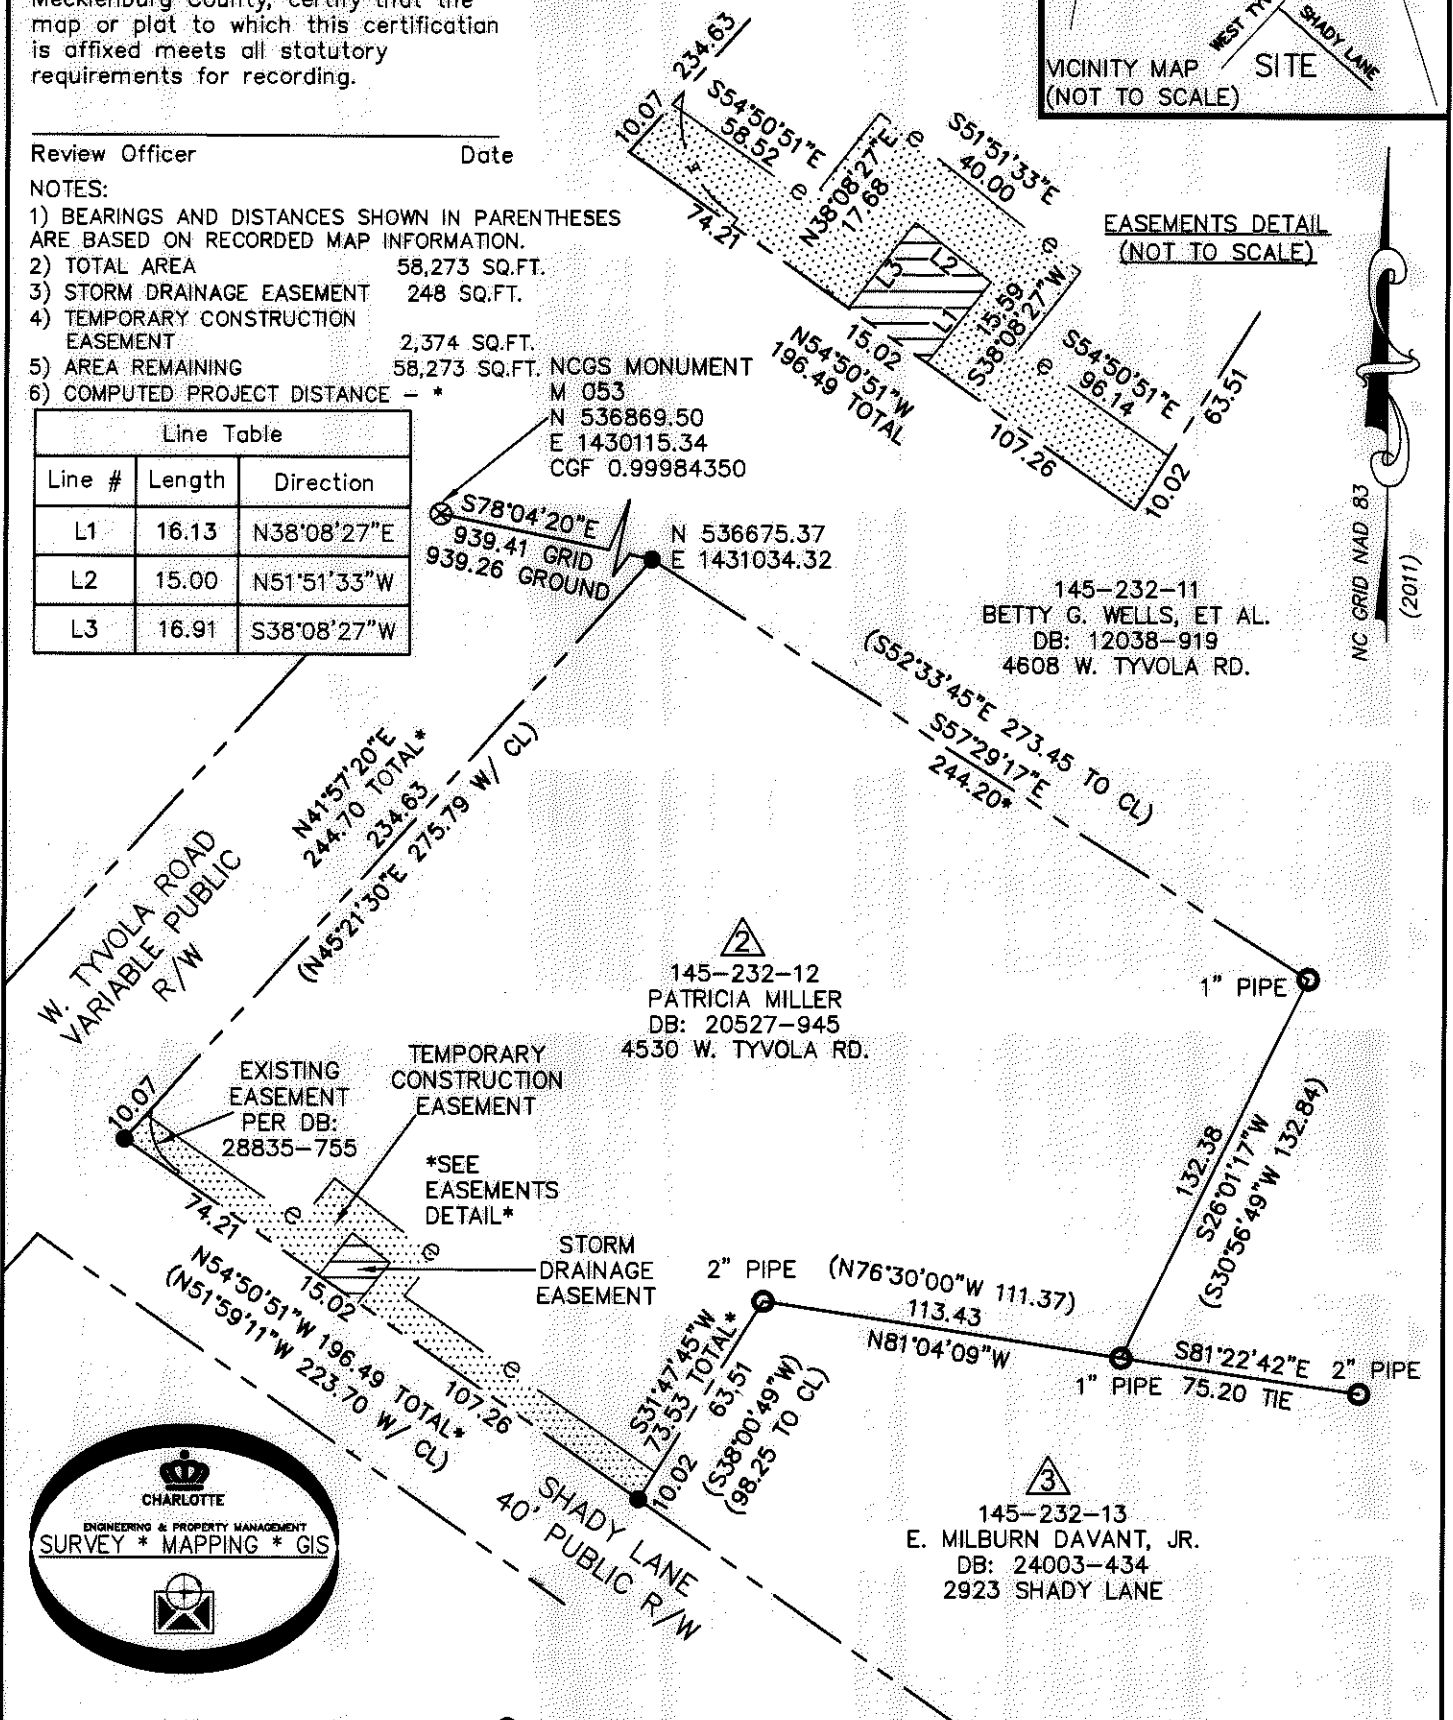 Mecklenburg County, certify that the
map or plat to which this certification
is affixed meets all statutory
requirements for recording.
Review Officer Date
NOTES:
1) BEARINGS AND DISTANCES SHOWN IN PARENTHESES
ARE BASED ON RECORDED MAP INFORMATION.
2) TOTAL AREA 58,273 SQ.FT.
3) STORM DRAINAGE EASEMENT 248 SQ.FT.
4) TEMPORARY CONSTRUCTION
EASEMENT 2,374 SQ.FT.
5) AREA REMAINING 58,273 SQ.FT.
6) COMPUTED PROJECT DISTANCE - *
Line Table
Line # Length Direction
L1 16.13 N38°08'27"E
L2 15.00 N51°51'33"W
L3 16.91 S38°08'27"W
WEST
SHADY LANE
SITE
VICINITY MAP
(NOT TO SCALE)
EASEMENTS DETAIL
(NOT TO SCALE)
234.63
10.07
S54°50'51"E
58.52
e
74.21
N38°08'27"E
17.68
e
S51°51'33"E
40.00
e
L3
L2
L1
15.59
S38°08'27"W
15.02
N54°50'51"W
196.49 TOTAL
e
S54°50'51"E
96.14
107.26
63.51
10.02
NC GRID NAD 83
(2011)
NCGS MONUMENT
M 053
N 536869.50
E 1430115.34
CGF 0.99984350
S78°04'20"E
939.41 GRID
939.26 GROUND
N 536675.37
E 1431034.32
145-232-11
BETTY G. WELLS, ET AL.
DB: 12038-919
4608 W. TYVOLA RD.
(S52°33'45"E 273.45 TO CL)
S57°29'17"E
244.20*
N41°57'20"E
244.70 TOTAL*
234.63
(N45°21'30"E 275.79 W/ CL)
W. TYVOLA ROAD
VARIABLE PUBLIC
R/W
2
145-232-12
PATRICIA MILLER
DB: 20527-945
4530 W. TYVOLA RD.
1" PIPE
132.38
S26°01'17"W
(S30°56'49"W 132.84)
10.07
EXISTING
EASEMENT
PER DB:
28835-755
TEMPORARY
CONSTRUCTION
EASEMENT
*SEE
EASEMENTS
DETAIL*
STORM
DRAINAGE
EASEMENT
74.21
e
e
15.02
N54°50'51"W 196.49 TOTAL*
(N51°59'11"W 223.70 W/ CL)
e
107.26
2" PIPE
(N76°30'00"W 111.37)
113.43
N81°04'09"W
S31°47'45"W
73.53 TOTAL*
63.51
(S38°00'49"W)
(98.25 TO CL)
10.02
1" PIPE
S81°22'42"E
75.20 TIE
2" PIPE
SHADY LANE
40' PUBLIC R/W
3
145-232-13
E. MILBURN DAVANT, JR.
DB: 24003-434
2923 SHADY LANE
CHARLOTTE
ENGINEERING & PROPERTY MANAGEMENT
SURVEY * MAPPING * GIS